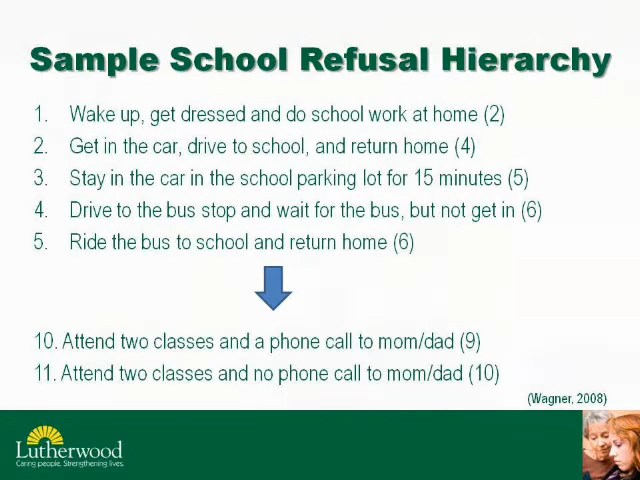 Sample School Refusal Hierarchy
1. Wake up, get dressed and do school work at home (2)
2. Get in the car, drive to school, and return home (4)
3. Stay in the car in the school parking lot for 15 minutes (5)
4. Drive to the bus stop and wait for the bus, but not get in (6)
5. Ride the bus to school and return home (6)
10. Attend two classes and a phone call to mom/dad (9)
11. Attend two classes and no phone call to mom/dad (10)
(Wagner, 2008)
Lutherwood
Caring people. Strengthening lives.